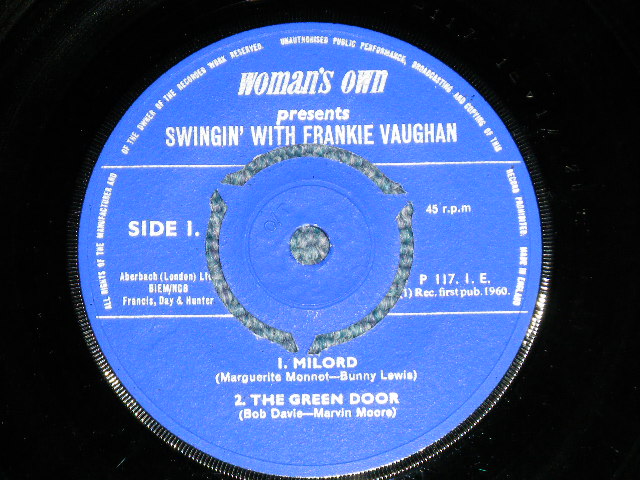 ALL RIGHTS OF THE MANUFACTURER AND OF THE OWNER OF THE RECORDED WORK RESERVED. UNAUTHORISED PUBLIC PERFORMANCE, BROADCASTING AND COPYING OF THIS RECORD PROHIBITED. MADE IN ENGLAND
woman's own
presents
SWINGIN' WITH FRANKIE VAUGHAN
SIDE 1.
45 r.p.m
Aberbach (London)
BIEM/NCB
Francis, Day & Hunter
P 117. 1. E.
Rec. first pub. 1960.
1. MILORD
(Marguerite Monnot—Bunny Lewis)
2. THE GREEN DOOR
(Bob Davie—Marvin Moore)